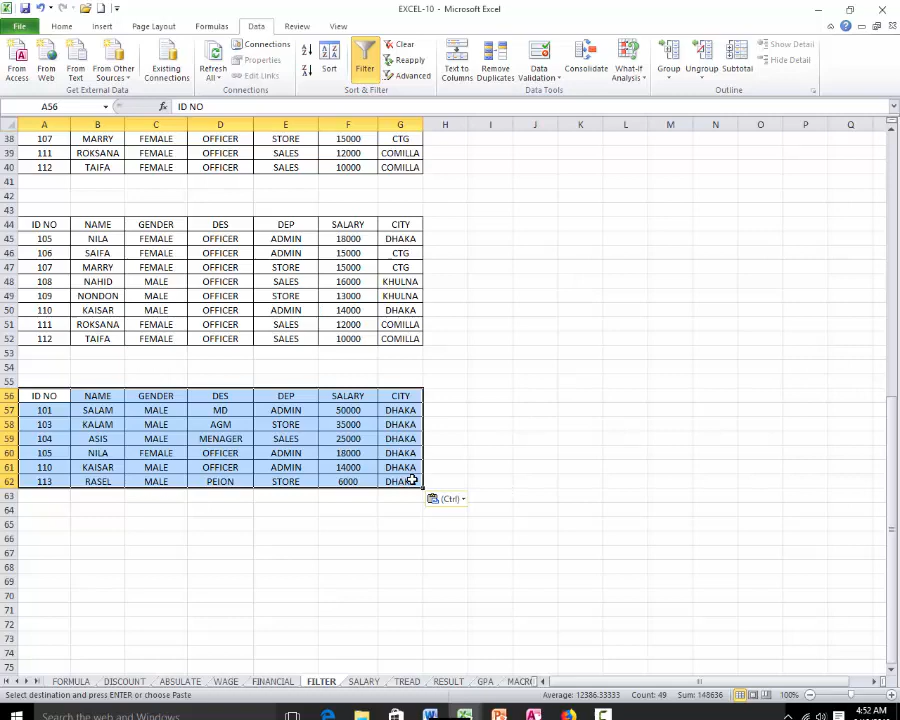 EXCEL-10 - Microsoft Excel
File Home Insert Page Layout Formulas Data Review View
From Access From Web From Text From Other Sources Existing Connections Refresh All Connections Properties Edit Links Sort Filter Clear Reapply Advanced Text to Columns Remove Duplicates Data Validation Consolidate What-If Analysis Group Ungroup Subtotal Show Detail Hide Detail
Get External Data Connections Sort & Filter Data Tools Outline
A56 fx ID NO
A B C D E F G H I J K L M N O P Q
38 107 MARRY FEMALE OFFICER STORE 15000 CTG
39 111 ROKSANA FEMALE OFFICER SALES 12000 COMILLA
40 112 TAIFA FEMALE OFFICER SALES 10000 COMILLA
41
42
43
44 ID NO NAME GENDER DES DEP SALARY CITY
45 105 NILA FEMALE OFFICER ADMIN 18000 DHAKA
46 106 SAIFA FEMALE OFFICER ADMIN 15000 CTG
47 107 MARRY FEMALE OFFICER STORE 15000 CTG
48 108 NAHID MALE OFFICER SALES 16000 KHULNA
49 109 NONDON MALE OFFICER STORE 13000 KHULNA
50 110 KAISAR MALE OFFICER ADMIN 14000 DHAKA
51 111 ROKSANA FEMALE OFFICER SALES 12000 COMILLA
52 112 TAIFA FEMALE OFFICER SALES 10000 COMILLA
53
54
55
56 ID NO NAME GENDER DES DEP SALARY CITY
57 101 SALAM MALE MD ADMIN 50000 DHAKA
58 103 KALAM MALE AGM STORE 35000 DHAKA
59 104 ASIS MALE MENAGER SALES 25000 DHAKA
60 105 NILA FEMALE OFFICER ADMIN 18000 DHAKA
61 110 KAISAR MALE OFFICER ADMIN 14000 DHAKA
62 113 RASEL MALE PEION STORE 6000 DHAKA
63 (Ctrl)
64
65
66
67
68
69
70
71
72
73
74
75
FORMULA DISCOUNT ABSULATE WAGE FINANCIAL FILTER SALARY TREAD RESULT GPA MACRO
Select destination and press ENTER or choose Paste Average: 12386.33333 Count: 49 Sum: 148636 100%
Search the web and Windows 4:52 AM